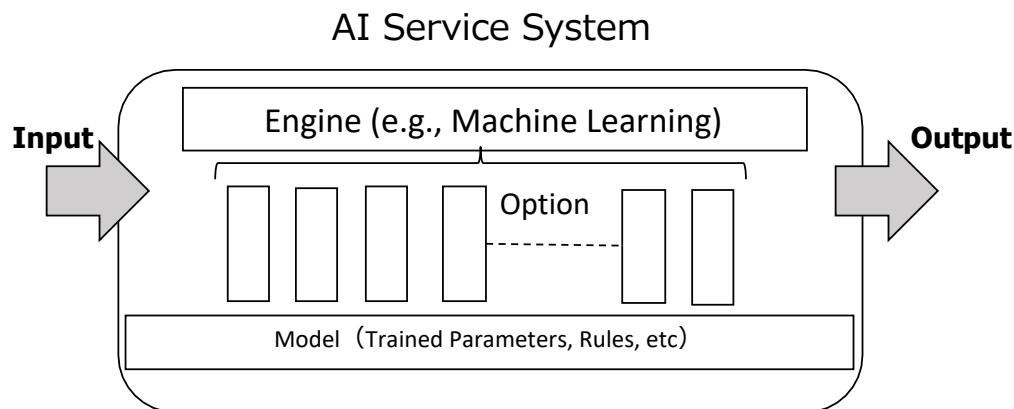 AI Service System
Engine (e.g., Machine Learning)
Input
Output
Option
Model（Trained Parameters, Rules, etc）